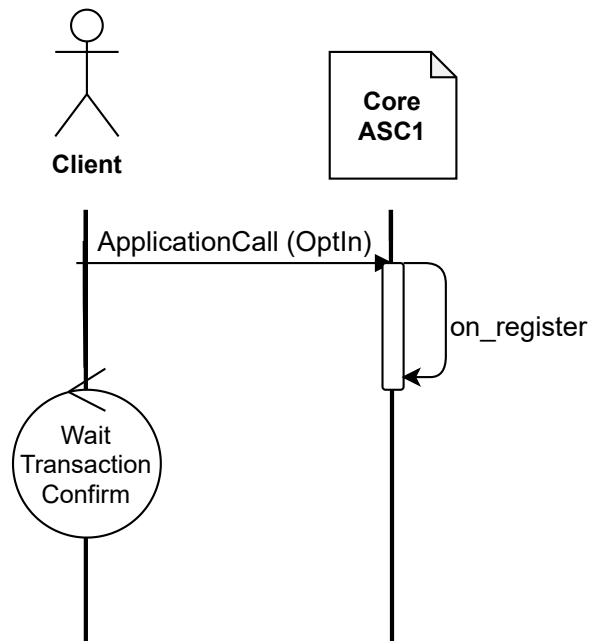 Core
ASC1
Client
ApplicationCall (OptIn)
on_register
Wait
Transaction
Confirm